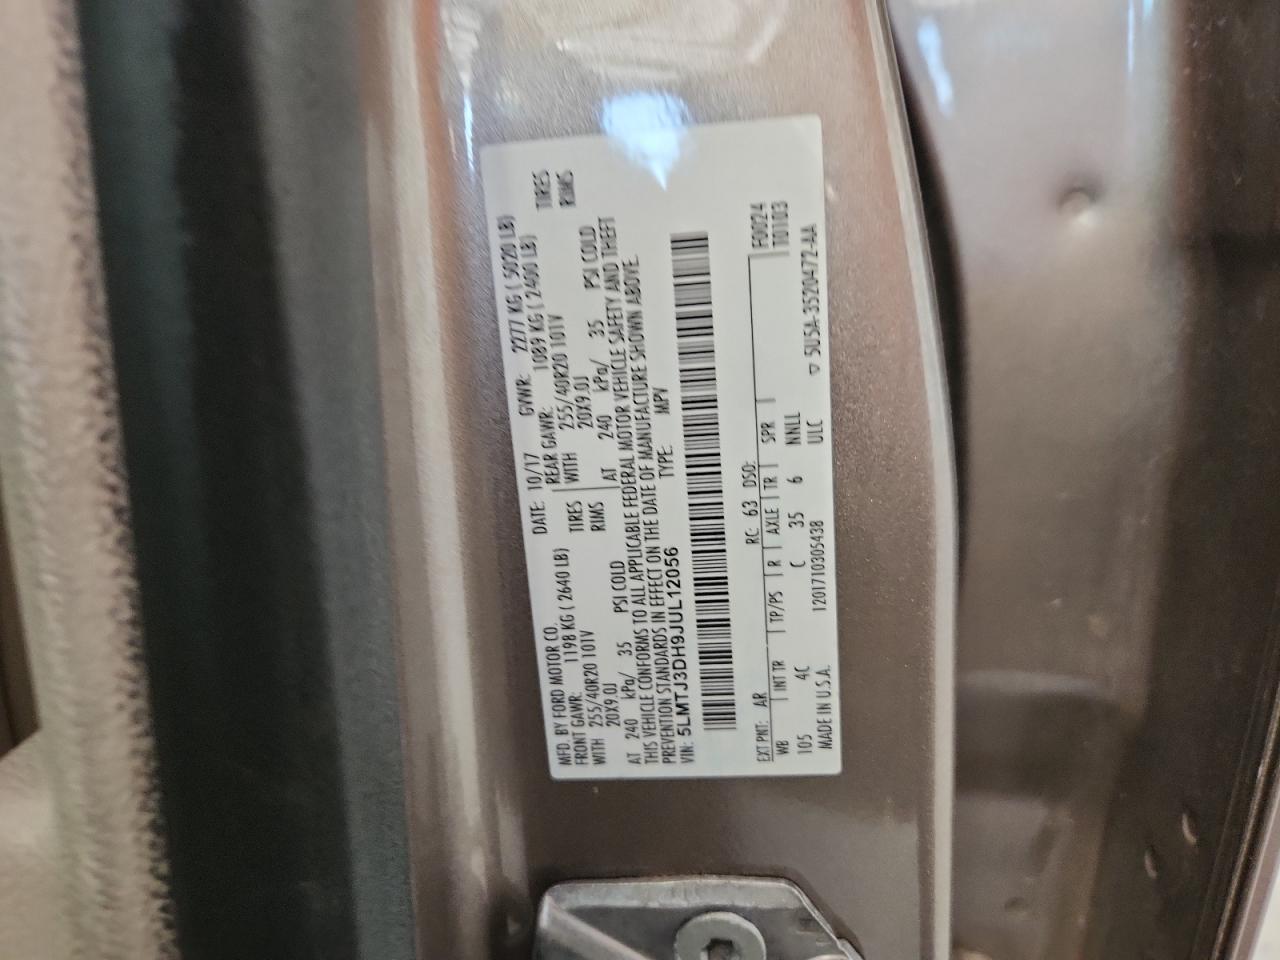 MFD. BY FORD MOTOR CO. DATE: 10/17 GVWR: 2277 KG ( 5020 LB)
FRONT GAWR: 1198 KG ( 2640 LB) REAR GAWR: 1089 KG ( 2400 LB)
WITH 255/40R20 101V TIRES WITH 255/40R20 101V TIRES
20X9.0J RIMS 20X9.0J RIMS
AT 240 kPa/ 35 PSI COLD AT 240 kPa/ 35 PSI COLD
THIS VEHICLE CONFORMS TO ALL APPLICABLE FEDERAL MOTOR VEHICLE SAFETY AND THEFT
PREVENTION STANDARDS IN EFFECT ON THE DATE OF MANUFACTURE SHOWN ABOVE.
VIN: 5LMTJ3DH9JUL12056 TYPE: MPV
EXT PNT: AR RC: 63 DSO: F0024
WB INT TR TP/PS R AXLE TR SPR T0103
105 4C C 35 6 NNLL
MADE IN U.S.A. 1201710305438 ULC ▽ 5U5A-3520472-AA